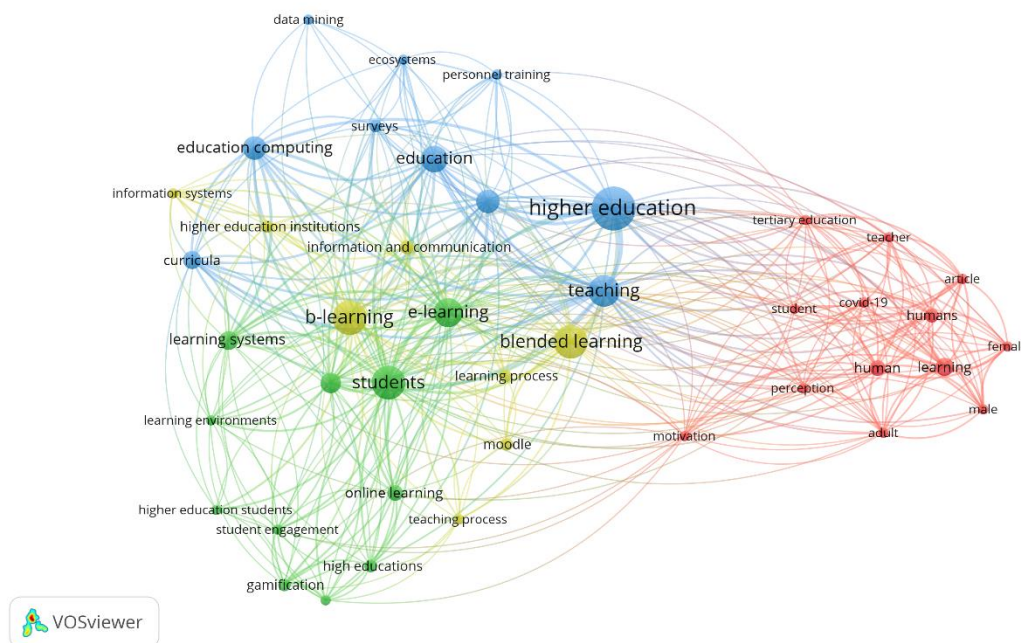 data mining
ecosystems
personnel training
surveys
education computing
education
information systems
higher education
higher education institutions
tertiary education
information and communication
teacher
curricula
article
teaching
covid-19
student
humans
b-learning
e-learning
learning systems
blended learning
femal
human
learning
learning process
students
perception
male
learning environments
motivation
adult
moodle
online learning
higher education students
teaching process
student engagement
high educations
gamification
VOSviewer